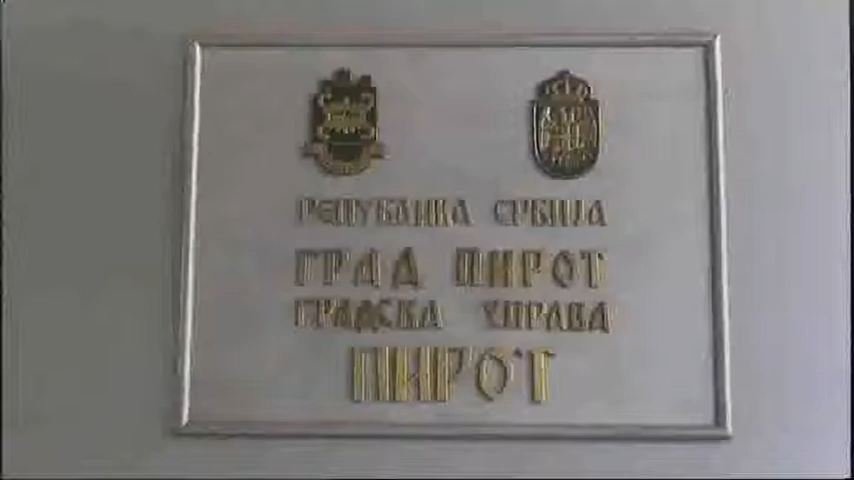 РЕПУБЛИКА СРБИЈА
ГРАД ПИРОТ
ГРАДСКА УПРАВА
ПИРОТ